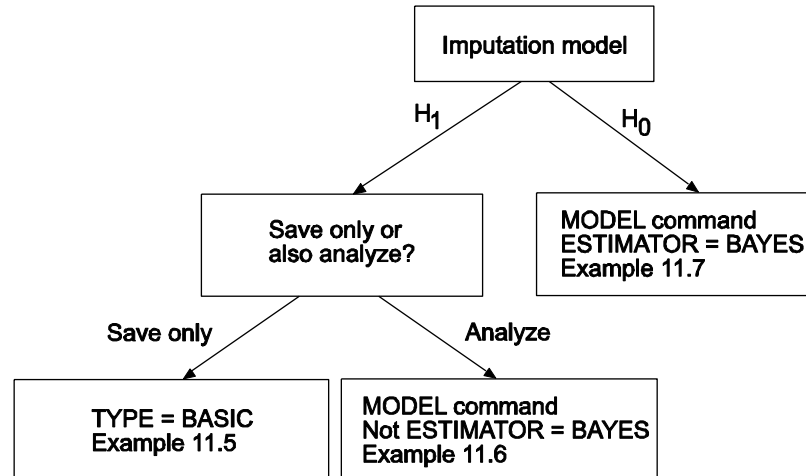 Imputation model
H1
H0
Save only or
also analyze?
MODEL command
ESTIMATOR = BAYES
Example 11.7
Save only
Analyze
TYPE = BASIC
Example 11.5
MODEL command
Not ESTIMATOR = BAYES
Example 11.6